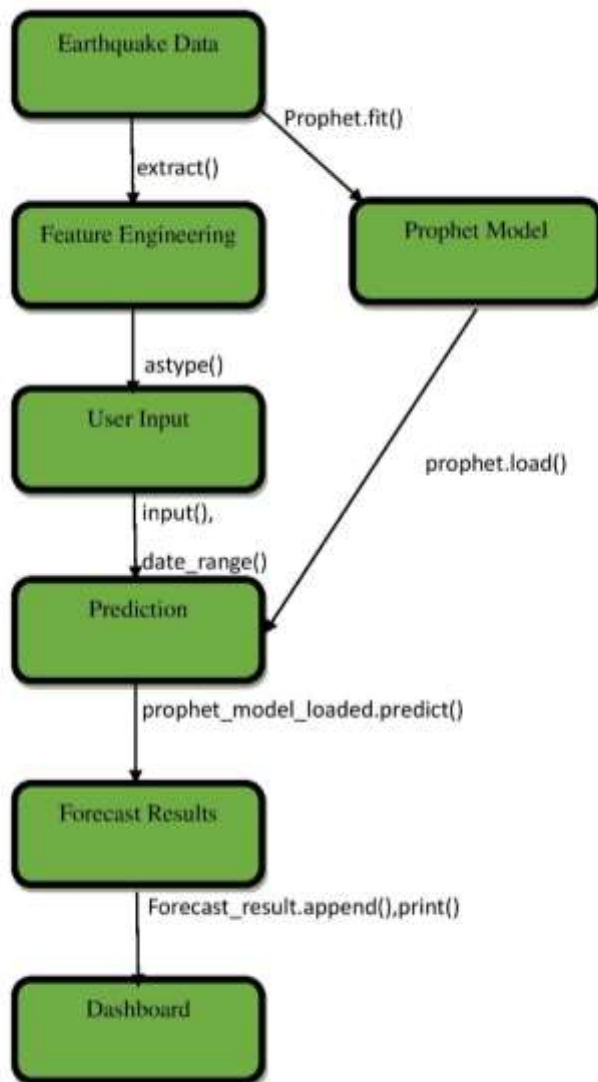 Earthquake Data
Prophet.fit()
extract()
Feature Engineering
Prophet Model
astype()
User Input
prophet.load()
input(),
date_range()
Prediction
prophet_model_loaded.predict()
Forecast Results
Forecast_result.append(),print()
Dashboard